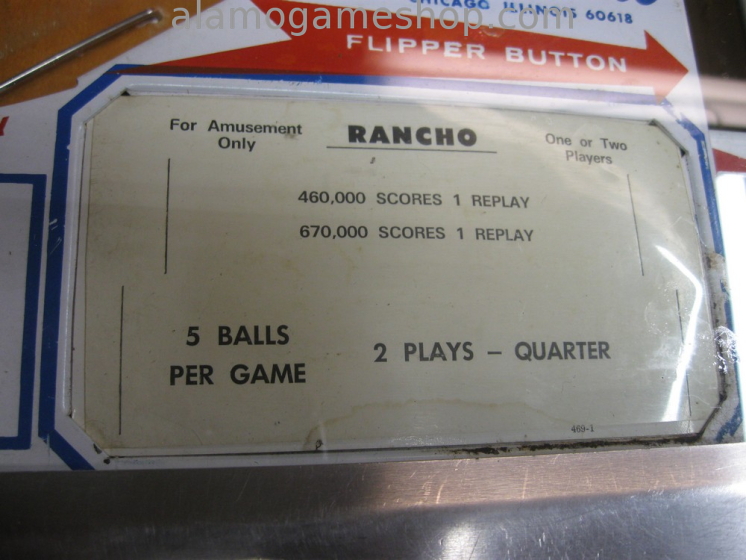 alamogameshop.com
CHICAGO ILLINOIS 60618
FLIPPER BUTTON
For Amusement Only
RANCHO
One or Two Players
460,000 SCORES 1 REPLAY
670,000 SCORES 1 REPLAY
5 BALLS
PER GAME
2 PLAYS – QUARTER
469-1